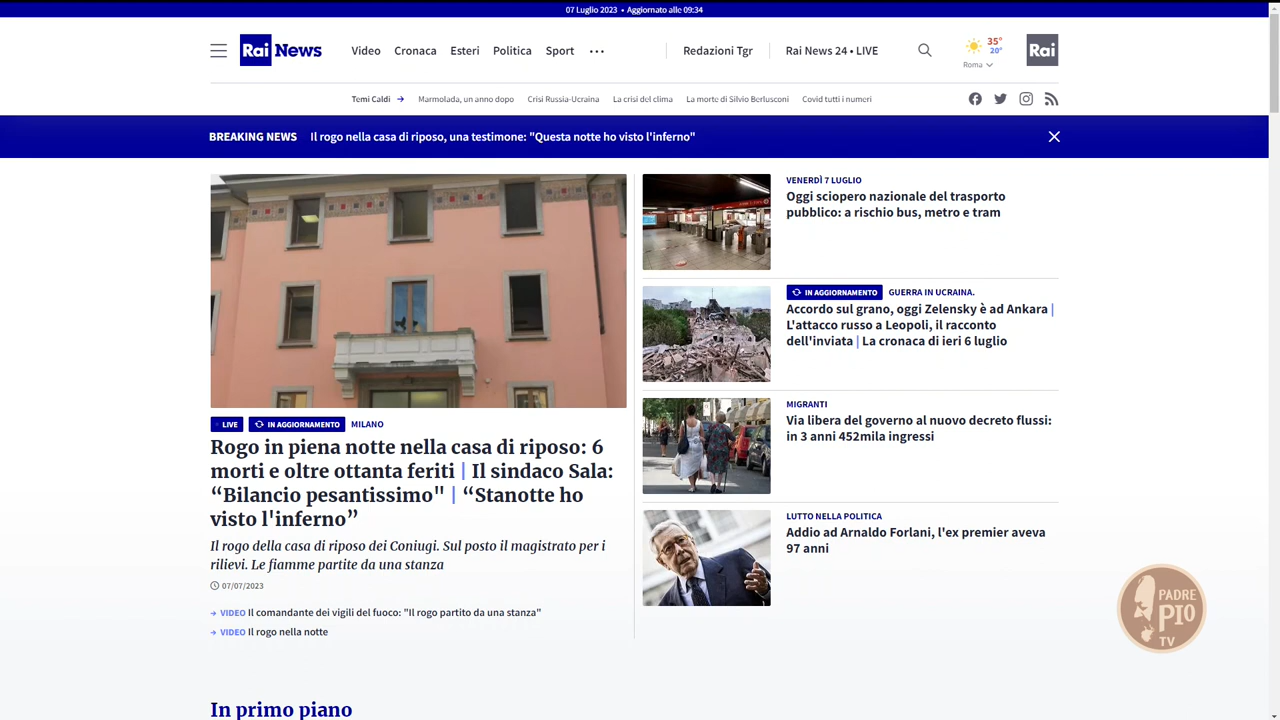 07 Luglio 2023 • Aggiornato alle 09:34
Rai News
Video Cronaca Esteri Politica Sport ••• Redazioni Tgr Rai News 24 • LIVE
35°
20°
Roma
Rai
Temi Caldi → Marmolada, un anno dopo Crisi Russia-Ucraina La crisi del clima La morte di Silvio Berlusconi Covid tutti i numeri
BREAKING NEWS Il rogo nella casa di riposo, una testimone: "Questa notte ho visto l'inferno"
LIVE IN AGGIORNAMENTO MILANO
Rogo in piena notte nella casa di riposo: 6
morti e oltre ottanta feriti | Il sindaco Sala:
“Bilancio pesantissimo" | “Stanotte ho
visto l'inferno”
Il rogo della casa di riposo dei Coniugi. Sul posto il magistrato per i
rilievi. Le fiamme partite da una stanza
07/07/2023
→ VIDEO Il comandante dei vigili del fuoco: "Il rogo partito da una stanza"
→ VIDEO Il rogo nella notte
VENERDÌ 7 LUGLIO
Oggi sciopero nazionale del trasporto
pubblico: a rischio bus, metro e tram
IN AGGIORNAMENTO GUERRA IN UCRAINA.
Accordo sul grano, oggi Zelensky è ad Ankara |
L'attacco russo a Leopoli, il racconto
dell'inviata | La cronaca di ieri 6 luglio
MIGRANTI
Via libera del governo al nuovo decreto flussi:
in 3 anni 452mila ingressi
LUTTO NELLA POLITICA
Addio ad Arnaldo Forlani, l'ex premier aveva
97 anni
PADRE
PIO
TV
In primo piano